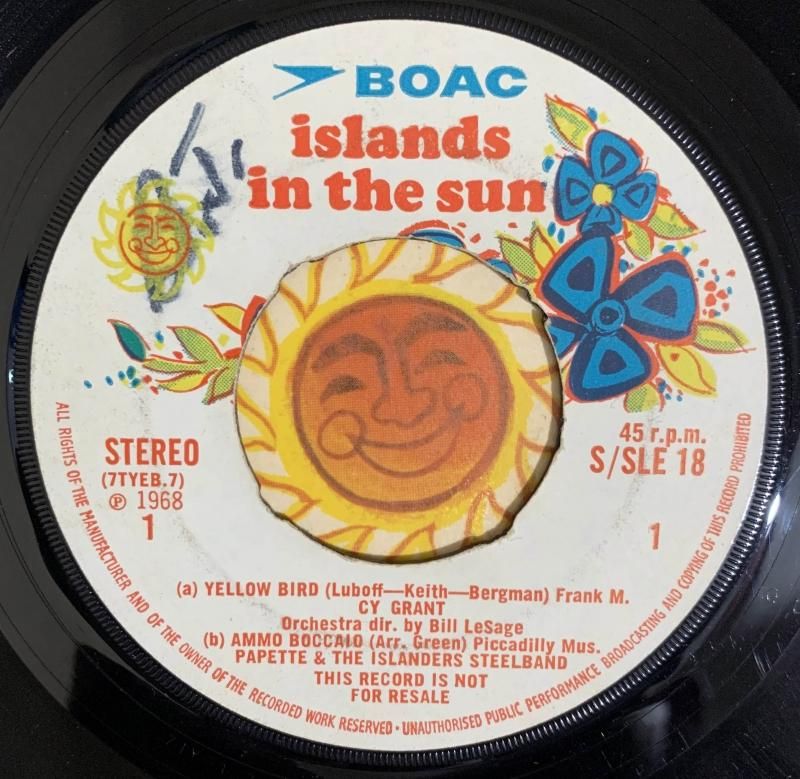 BOAC
islands
in the sun
STEREO
(7TYEB.7)
℗ 1968
1
45 r.p.m.
S/SLE 18
1
(a) YELLOW BIRD (Luboff—Keith—Bergman) Frank M.
CY GRANT
Orchestra dir. by Bill LeSage
(b) AMMO BOCCAIO (Arr. Green) Piccadilly Mus.
PAPETTE & THE ISLANDERS STEELBAND
THIS RECORD IS NOT
FOR RESALE
ALL RIGHTS OF THE MANUFACTURER AND OF THE OWNER OF THE RECORDED WORK RESERVED · UNAUTHORISED PUBLIC PERFORMANCE BROADCASTING AND COPYING OF THIS RECORD PROHIBITED